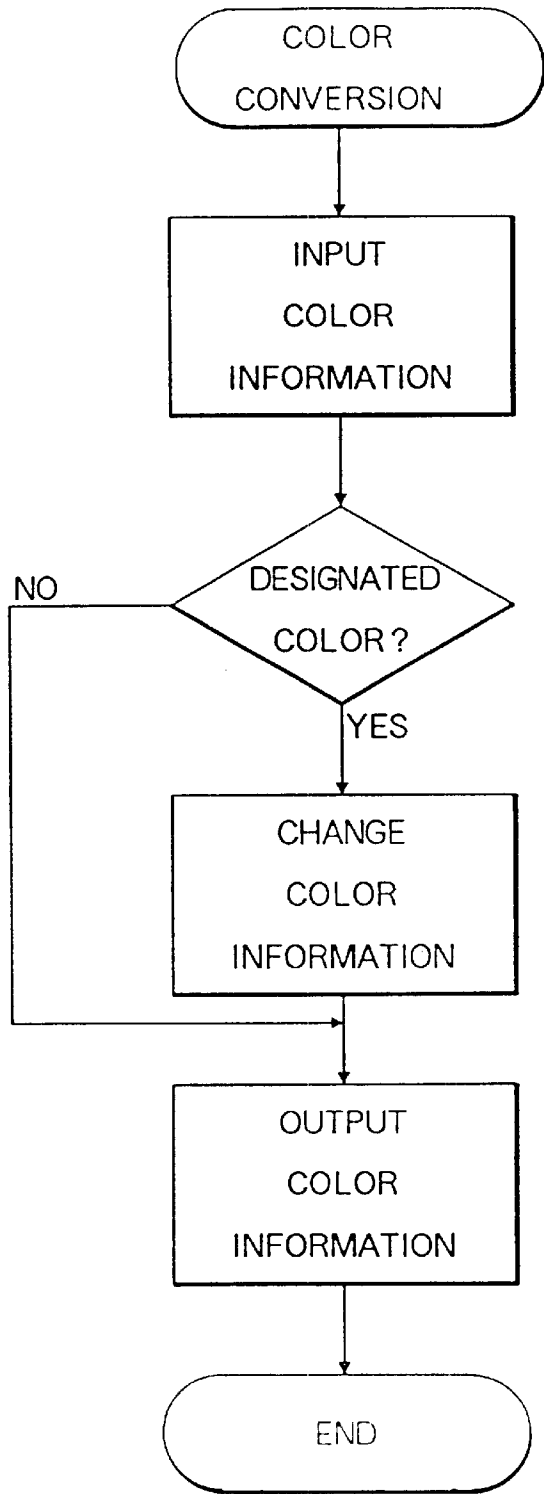 COLOR
CONVERSION
INPUT
COLOR
INFORMATION
DESIGNATED
COLOR?
NO
YES
CHANGE
COLOR
INFORMATION
OUTPUT
COLOR
INFORMATION
END